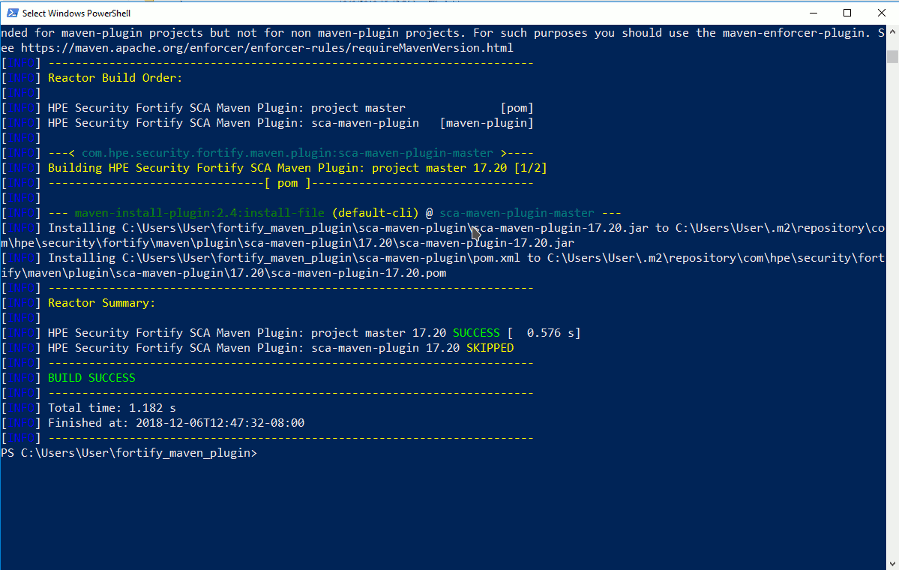 Select Windows PowerShell
nded for maven-plugin projects but not for non maven-plugin projects. For such purposes you should use the maven-enforcer-plugin. S
ee https://maven.apache.org/enforcer/enforcer-rules/requireMavenVersion.html
[INFO] ------------------------------------------------------------------------
[INFO] Reactor Build Order:
[INFO]
[INFO] HPE Security Fortify SCA Maven Plugin: project master [pom]
[INFO] HPE Security Fortify SCA Maven Plugin: sca-maven-plugin [maven-plugin]
[INFO]
[INFO] ---< com.hpe.security.fortify.maven.plugin:sca-maven-plugin-master >----
[INFO] Building HPE Security Fortify SCA Maven Plugin: project master 17.20 [1/2]
[INFO] --------------------------------[ pom ]---------------------------------
[INFO]
[INFO] --- maven-install-plugin:2.4:install-file (default-cli) @ sca-maven-plugin-master ---
[INFO] Installing C:\Users\User\fortify_maven_plugin\sca-maven-plugin\sca-maven-plugin-17.20.jar to C:\Users\User\.m2\repository\co
m\hpe\security\fortify\maven\plugin\sca-maven-plugin\17.20\sca-maven-plugin-17.20.jar
[INFO] Installing C:\Users\User\fortify_maven_plugin\sca-maven-plugin\pom.xml to C:\Users\User\.m2\repository\com\hpe\security\fort
ify\maven\plugin\sca-maven-plugin\17.20\sca-maven-plugin-17.20.pom
[INFO] ------------------------------------------------------------------------
[INFO] Reactor Summary:
[INFO]
[INFO] HPE Security Fortify SCA Maven Plugin: project master 17.20 SUCCESS [  0.576 s]
[INFO] HPE Security Fortify SCA Maven Plugin: sca-maven-plugin 17.20 SKIPPED
[INFO] ------------------------------------------------------------------------
[INFO] BUILD SUCCESS
[INFO] ------------------------------------------------------------------------
[INFO] Total time: 1.182 s
[INFO] Finished at: 2018-12-06T12:47:32-08:00
[INFO] ------------------------------------------------------------------------
PS C:\Users\User\fortify_maven_plugin>